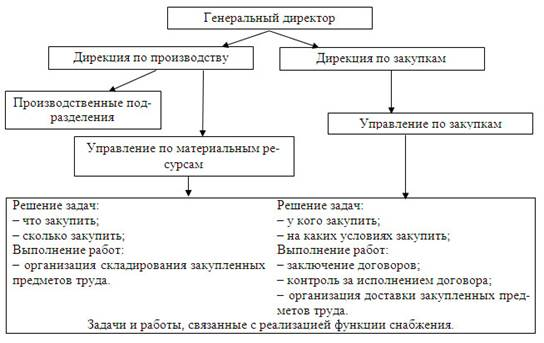 Генеральный директор
Дирекция по производству
Дирекция по закупкам
Производственные под-
разделения
Управление по закупкам
Управление по материальным ре-
сурсам
Решение задач:
– что закупить;
– сколько закупить;
Выполнение работ:
– организация складирования закупленных
предметов труда.
Решение задач:
– у кого закупить;
– на каких условиях закупить;
Выполнение работ:
– заключение договоров;
– контроль за исполнением договора;
– организация доставки закупленных пред-
метов труда.
Задачи и работы, связанные с реализацией функции снабжения.